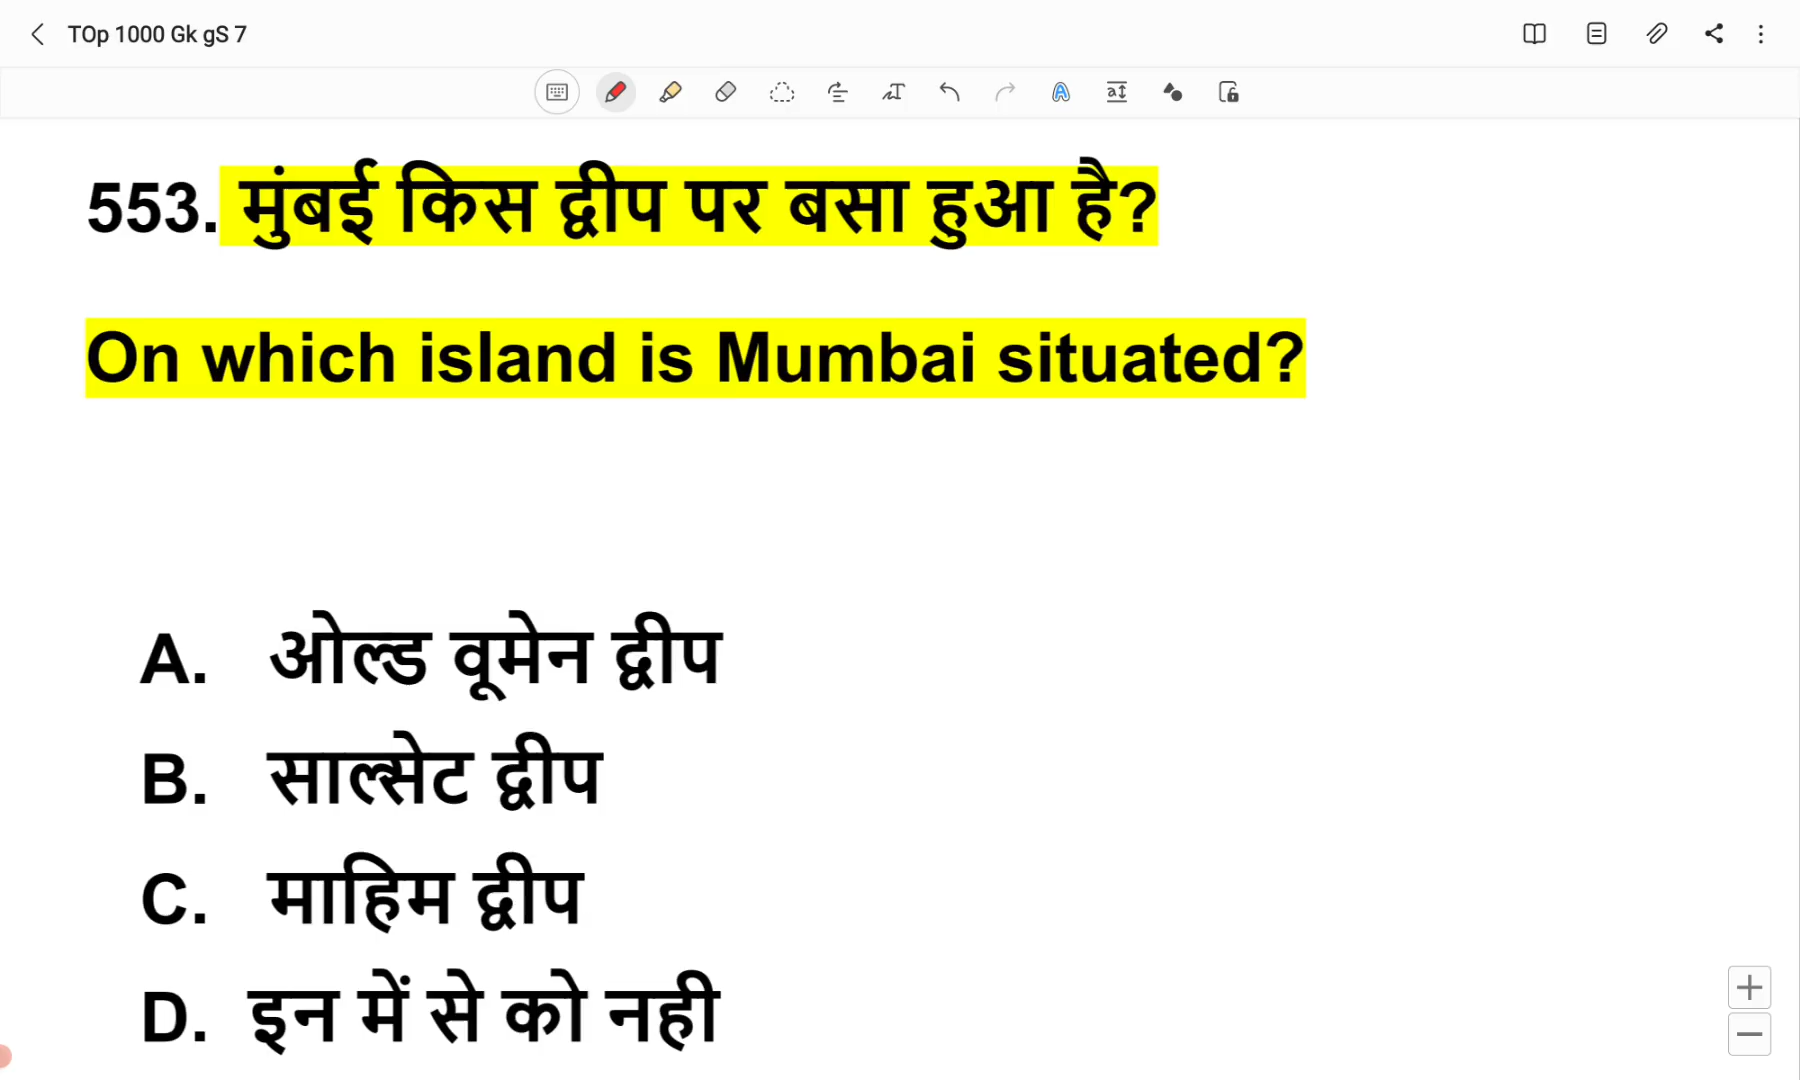 TOp 1000 Gk gS 7
553. मुंबई किस द्वीप पर बसा हुआ है?
On which island is Mumbai situated?
A. ओल्ड वूमेन द्वीप
B. साल्सेट द्वीप
C. माहिम द्वीप
D. इन में से को नही